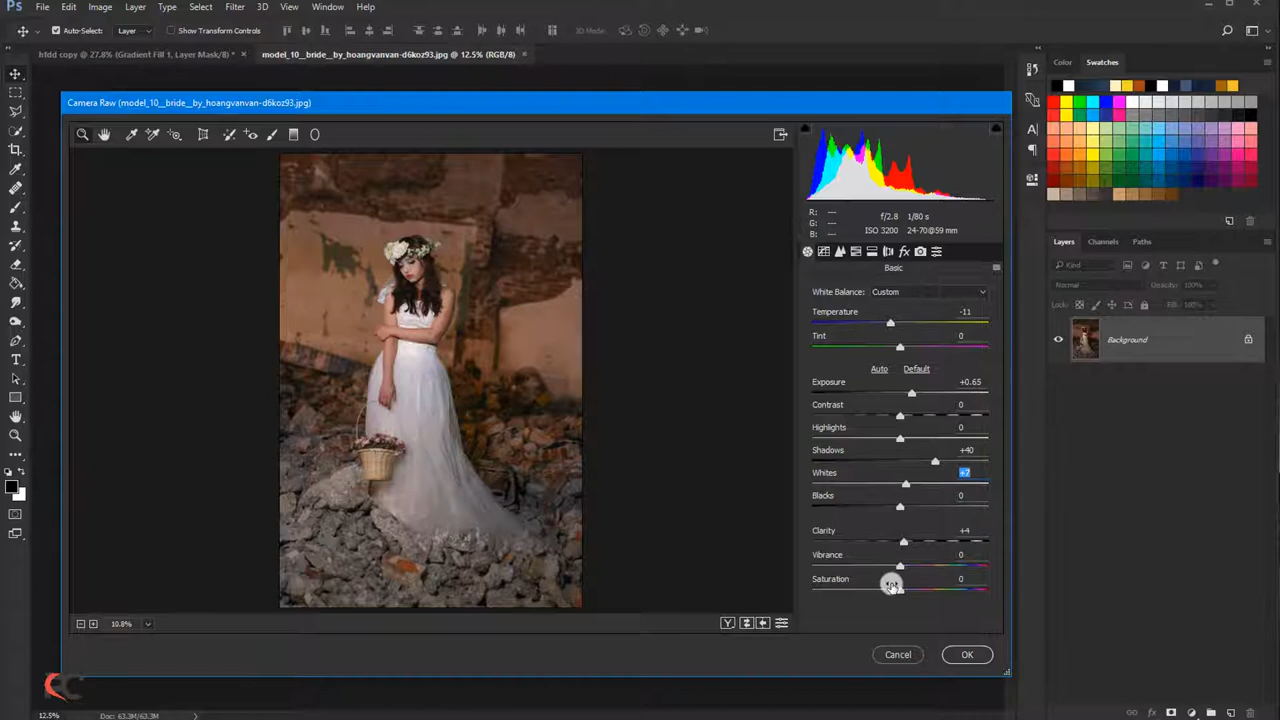 Ps File Edit Image Layer Type Select Filter 3D View Window Help
Auto-Select: Layer Show Transform Controls 3D Mode:
hfdd copy @ 27.8% (Gradient Fill 1, Layer Mask/8) * × model_10__bride__by_hoangvanvan-d6koz93.jpg @ 12.5% (RGB/8) ×
Color Swatches
Camera Raw (model_10__bride__by_hoangvanvan-d6koz93.jpg)
R: ---
G: ---
B: ---
f/2.8 1/80 s
ISO 3200 24-70@59 mm
Basic
White Balance: Custom
Temperature -11
Tint 0
Auto Default
Exposure +0.65
Contrast 0
Highlights 0
Shadows +40
Whites +7
Blacks 0
Clarity +4
Vibrance 0
Saturation 0
10.8%
Y
Cancel OK
Layers Channels Paths
Kind
Normal Opacity: 100%
Lock: Fill: 100%
Background
fx
12.5% Doc: 63.3M/63.3M